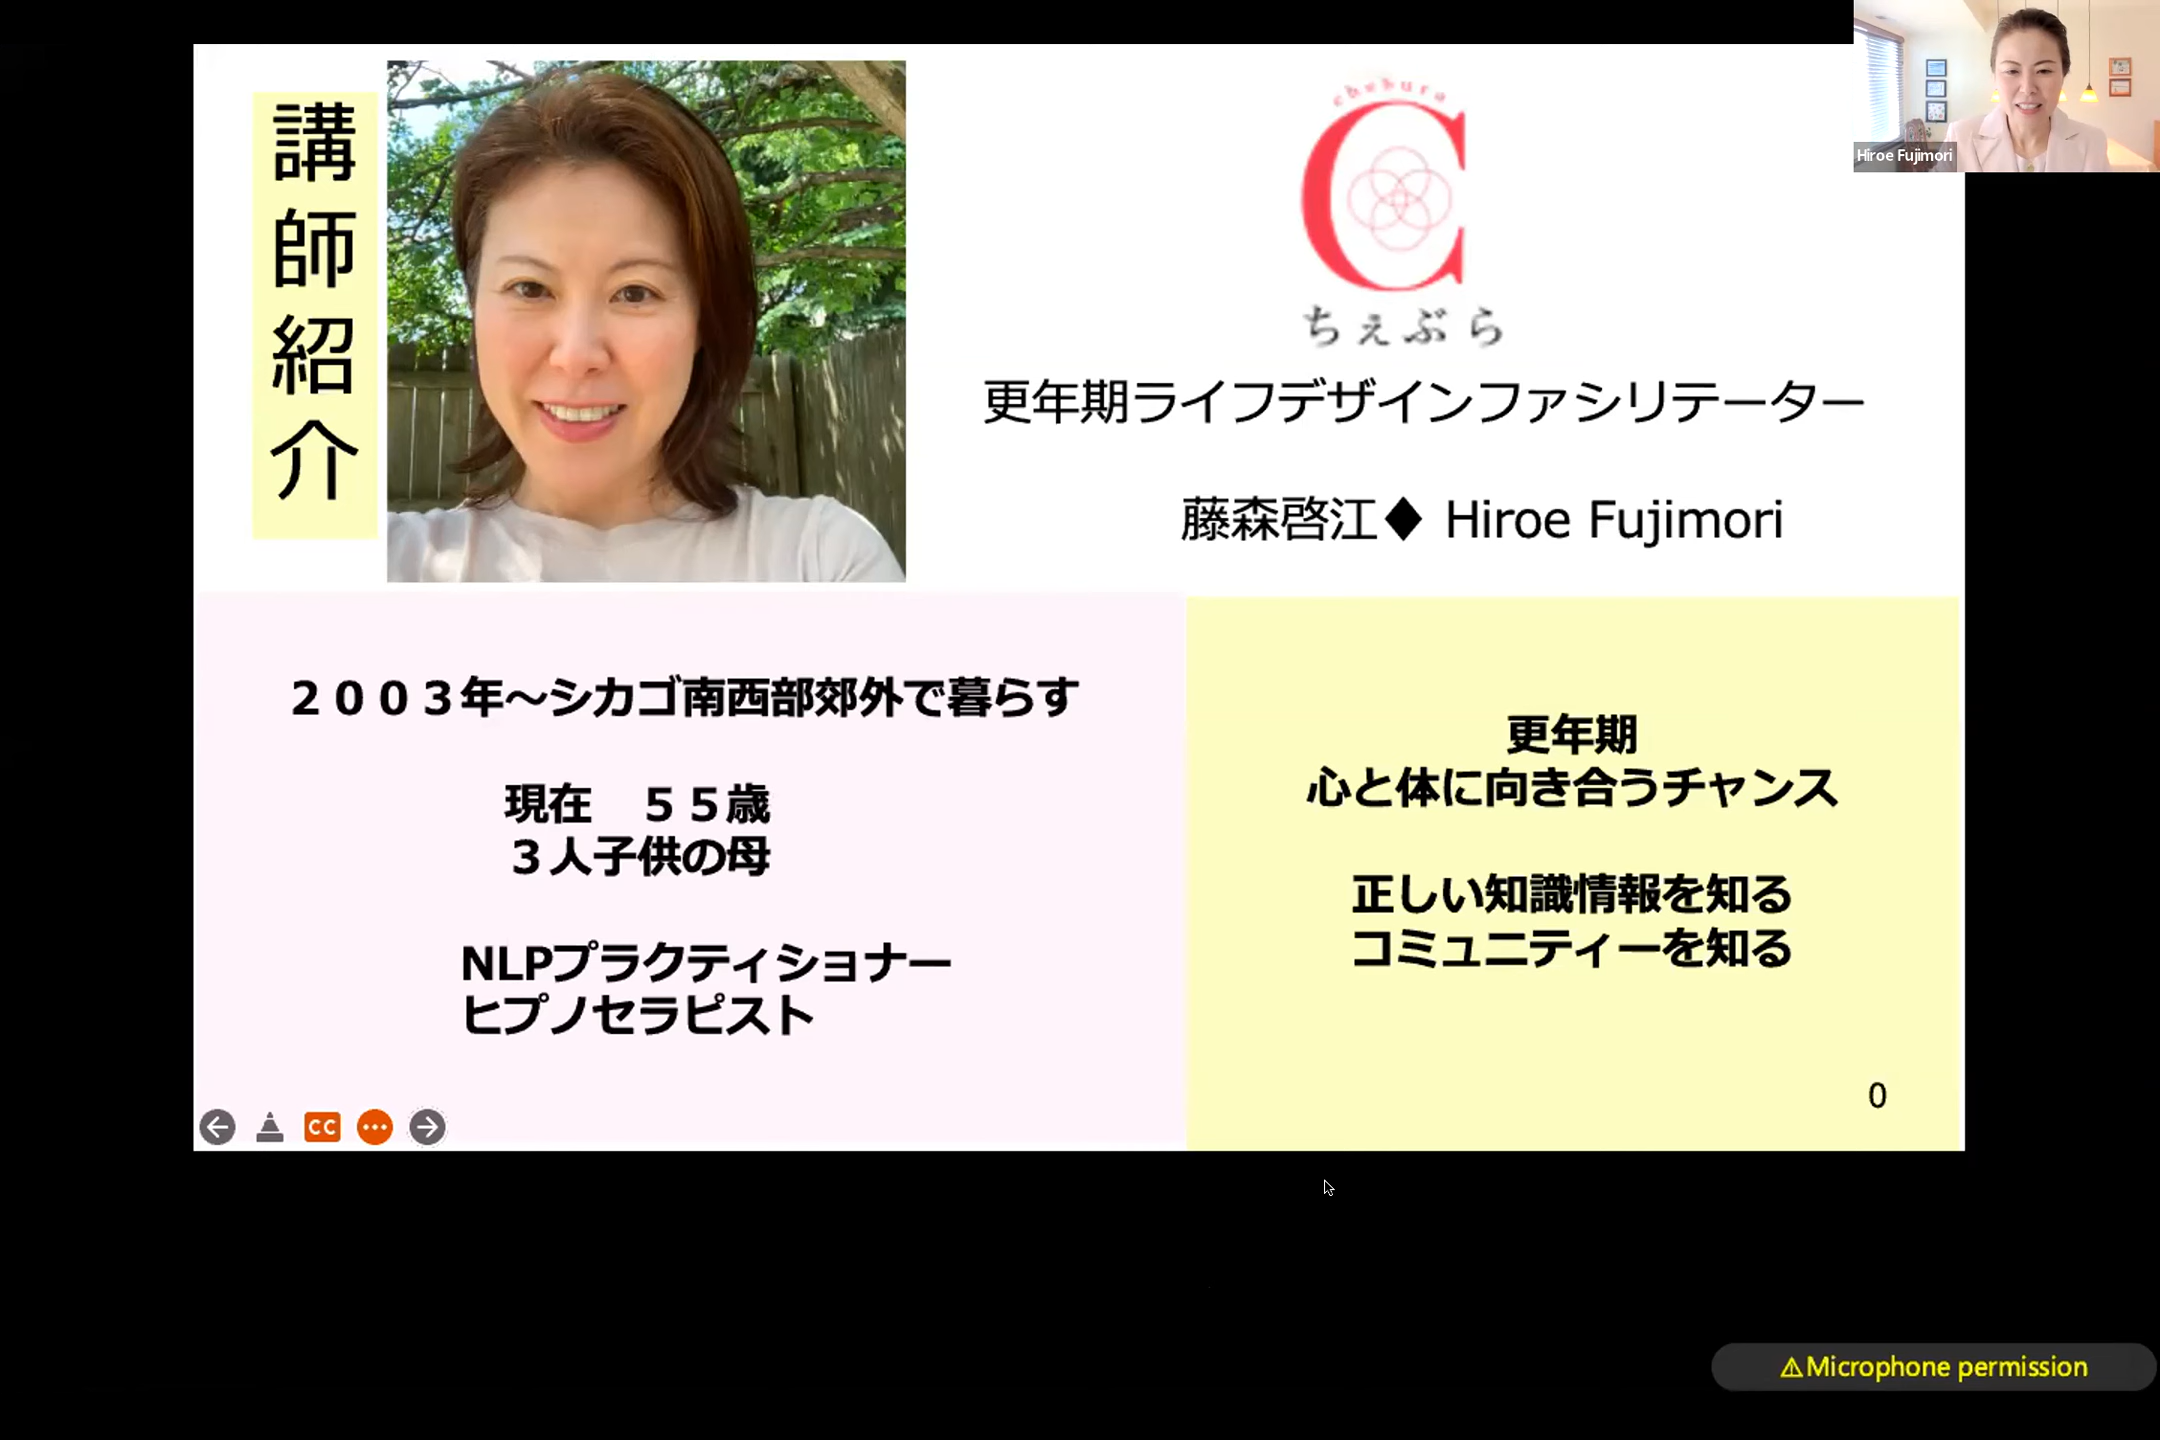 講師紹介
chebura
C
ちぇぶら
更年期ライフデザインファシリテーター
藤森啓江♦ Hiroe Fujimori
２００３年～シカゴ南西部郊外で暮らす
現在　５５歳
３人子供の母
NLPプラクティショナー
ヒプノセラピスト
更年期
心と体に向き合うチャンス
正しい知識情報を知る
コミュニティーを知る
0
CC
Hiroe Fujimori
⚠Microphone permission